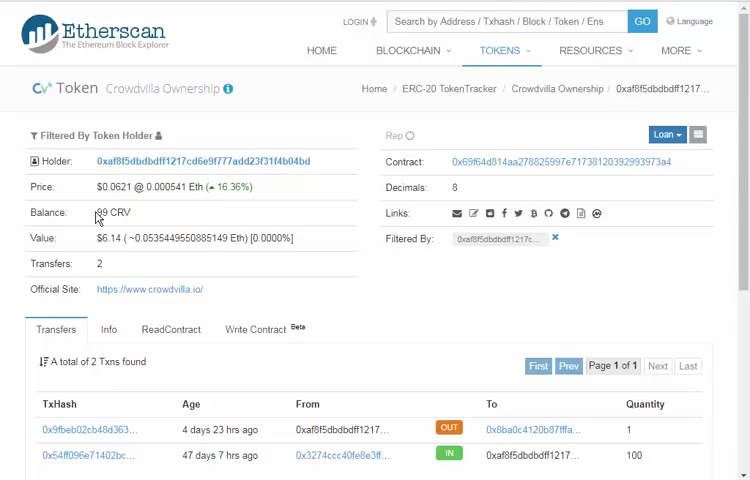 Etherscan
The Ethereum Block Explorer
LOGIN
Search by Address / Txhash / Block / Token / Ens
GO
Language
HOME BLOCKCHAIN TOKENS RESOURCES MORE
Token Crowdvilla Ownership
Home / ERC-20 TokenTracker / Crowdvilla Ownership / 0xaf8f5dbdbdff1217...
Filtered By Token Holder
Holder: 0xaf8f5dbdbdff1217cd6e9f777add23f31f4b04bd
Price: $0.0621 @ 0.000541 Eth (16.36%)
Balance: 99 CRV
Value: $6.14 ( ~0.0535449550885149 Eth) [0.0000%]
Transfers: 2
Official Site: https://www.crowdvilla.io/
Rep
Loan
Contract: 0x69f64d814aa278825997e71738120392993973a4
Decimals: 8
Links:
Filtered By: 0xaf8f5dbdbdff1217c...
Transfers Info ReadContract Write Contract Beta
A total of 2 Txns found
First Prev Page 1 of 1 Next Last
TxHash Age From To Quantity
0x9fbeb02cb48d363... 4 days 23 hrs ago 0xaf8f5dbdbdff1217... OUT 0x8ba0c4120b87fffa... 1
0x54ff096e71402bc... 47 days 7 hrs ago 0x3274ccc40fe8e3ff... IN 0xaf8f5dbdbdff1217... 100